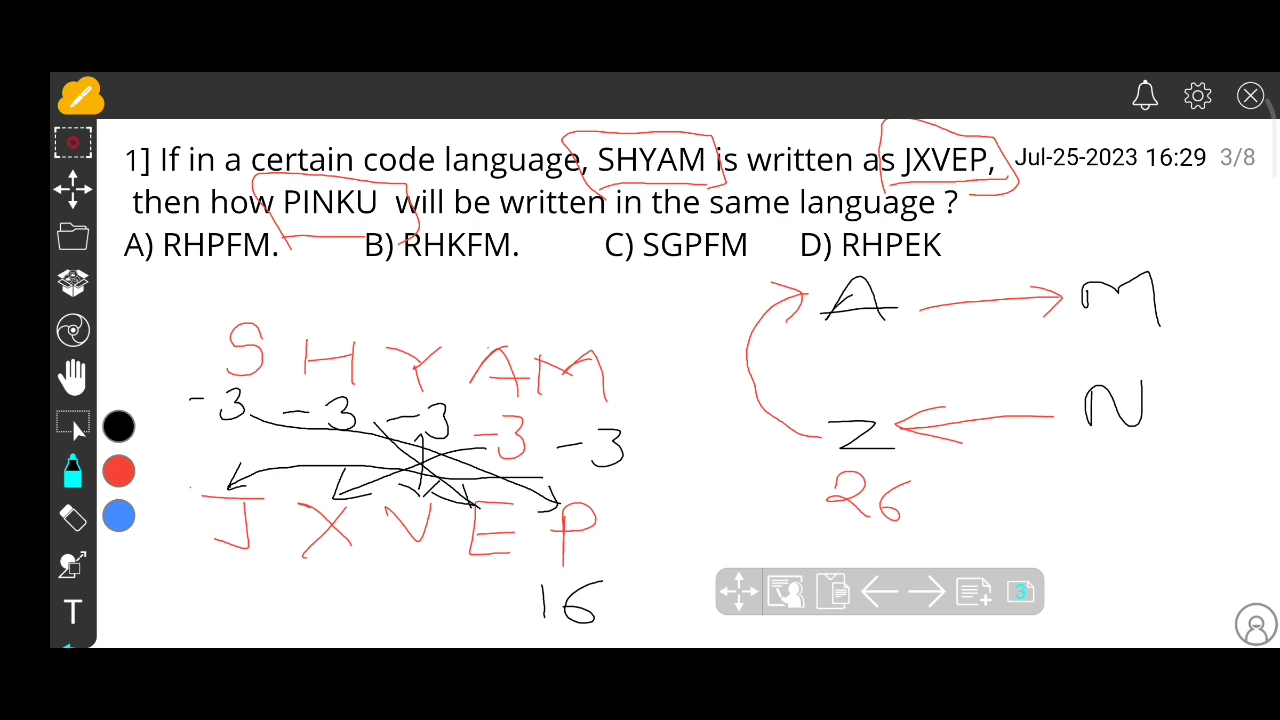 1] If in a certain code language, SHYAM is written as JXVEP, Jul-25-2023 16:29 3/8
then how PINKU will be written in the same language ?
A) RHPFM. B) RHKFM. C) SGPFM D) RHPEK
A M
S H Y A M
-3 -3 -3 -3 -3
N
Z
J X V E P
26
16
3
T